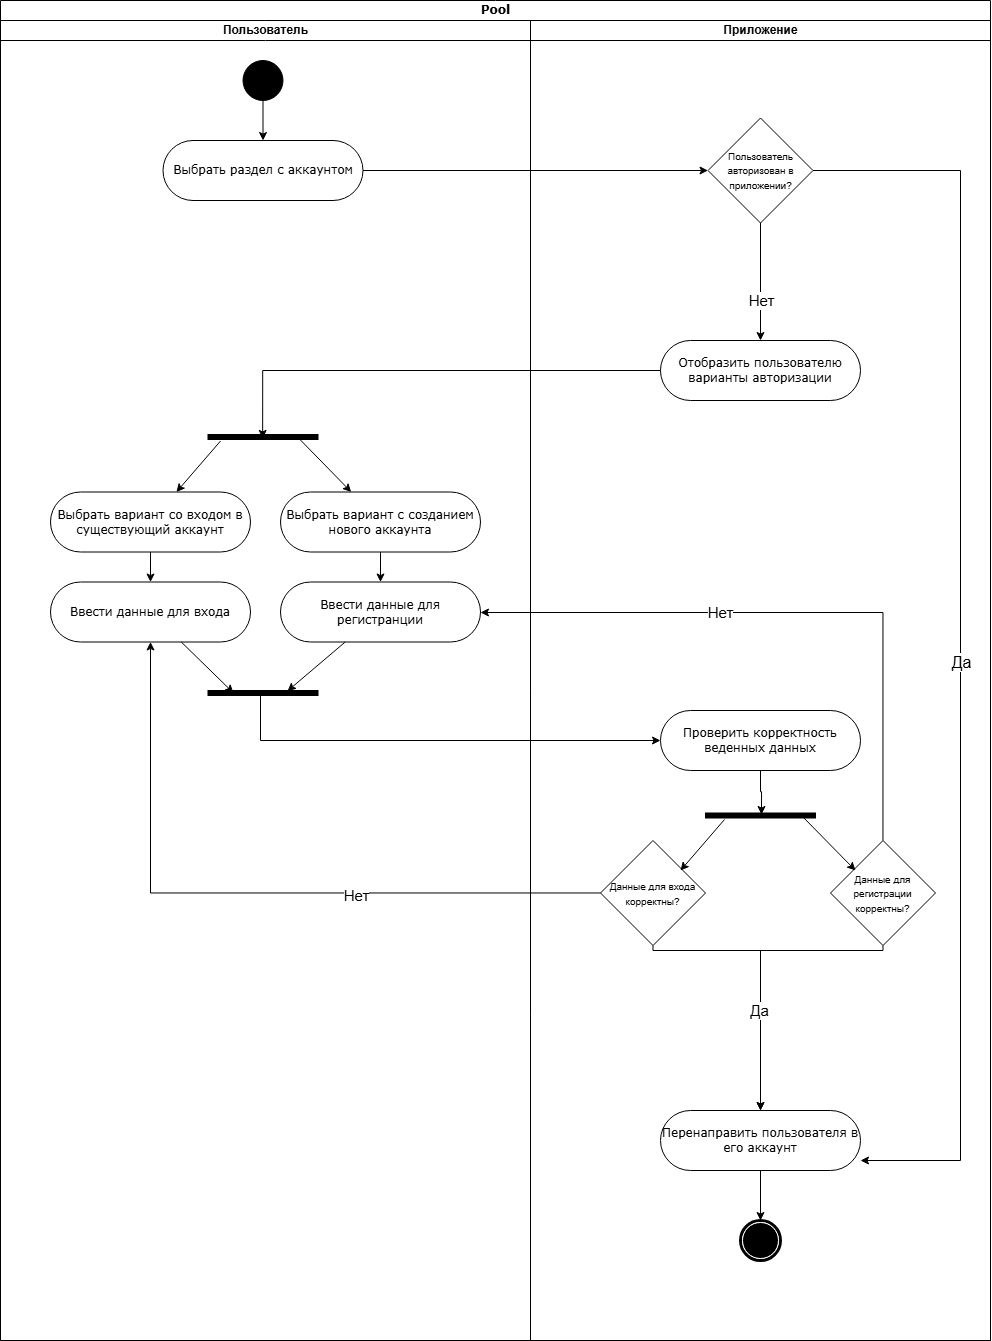 Pool
Пользователь
Приложение
Выбрать раздел с аккаунтом
Пользователь
авторизован в
приложении?
Нет
Отобразить пользователю
варианты авторизации
Выбрать вариант со входом в
существующий аккаунт
Выбрать вариант с созданием
нового аккаунта
Ввести данные для входа
Ввести данные для
регистранции
Нет
Да
Проверить корректность
веденных данных
Данные для входа
корректны?
Данные для
регистрации
корректны?
Нет
Да
Перенаправить пользователя в
его аккаунт